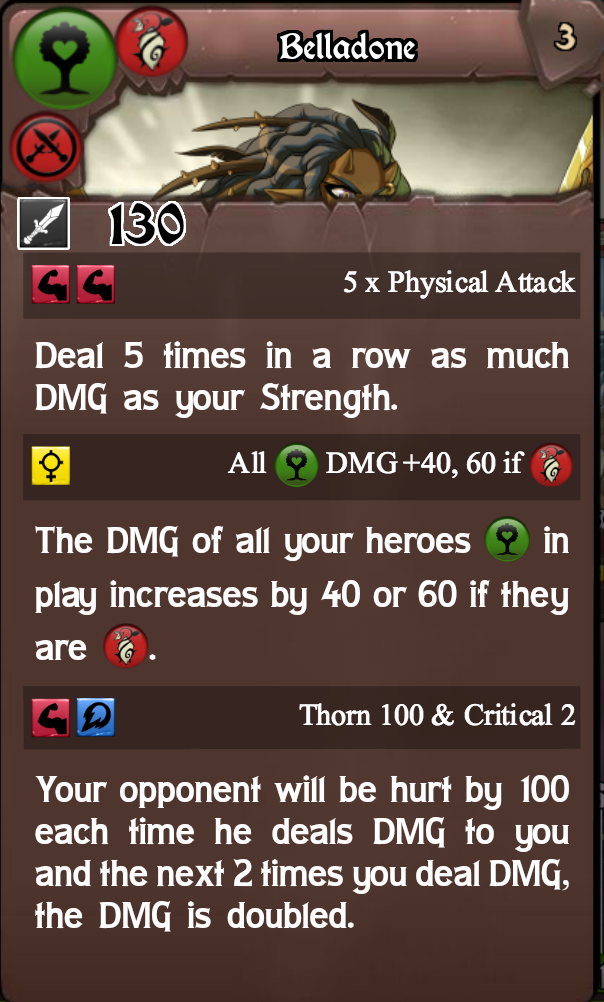 Belladone
3
130
5 x Physical Attack
Deal 5 times in a row as much
DMG as your Strength.
All DMG +40, 60 if
The DMG of all your heroes in
play increases by 40 or 60 if they
are .
Thorn 100 & Critical 2
Your opponent will be hurt by 100
each time he deals DMG to you
and the next 2 times you deal DMG,
the DMG is doubled.